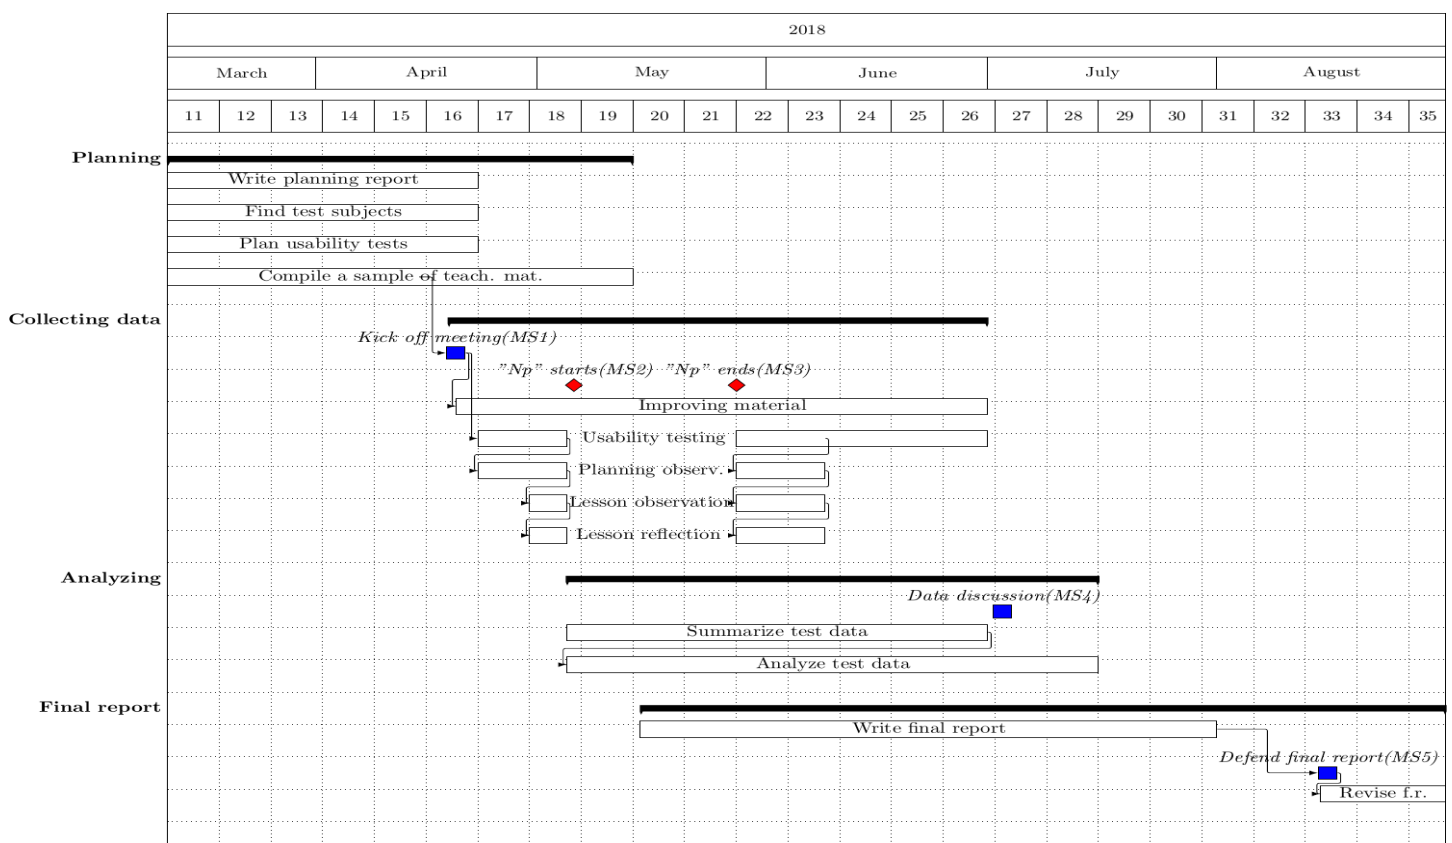 2018
March April May June July August
11 12 13 14 15 16 17 18 19 20 21 22 23 24 25 26 27 28 29 30 31 32 33 34 35
Planning
Write planning report
Find test subjects
Plan usability tests
Compile a sample of teach. mat.
Collecting data
Kick off meeting(MS1)
"Np" starts(MS2) "Np" ends(MS3)
Improving material
Usability testing
Planning observ.
Lesson observation
Lesson reflection
Analyzing
Data discussion(MS4)
Summarize test data
Analyze test data
Final report
Write final report
Defend final report(MS5)
Revise f.r.